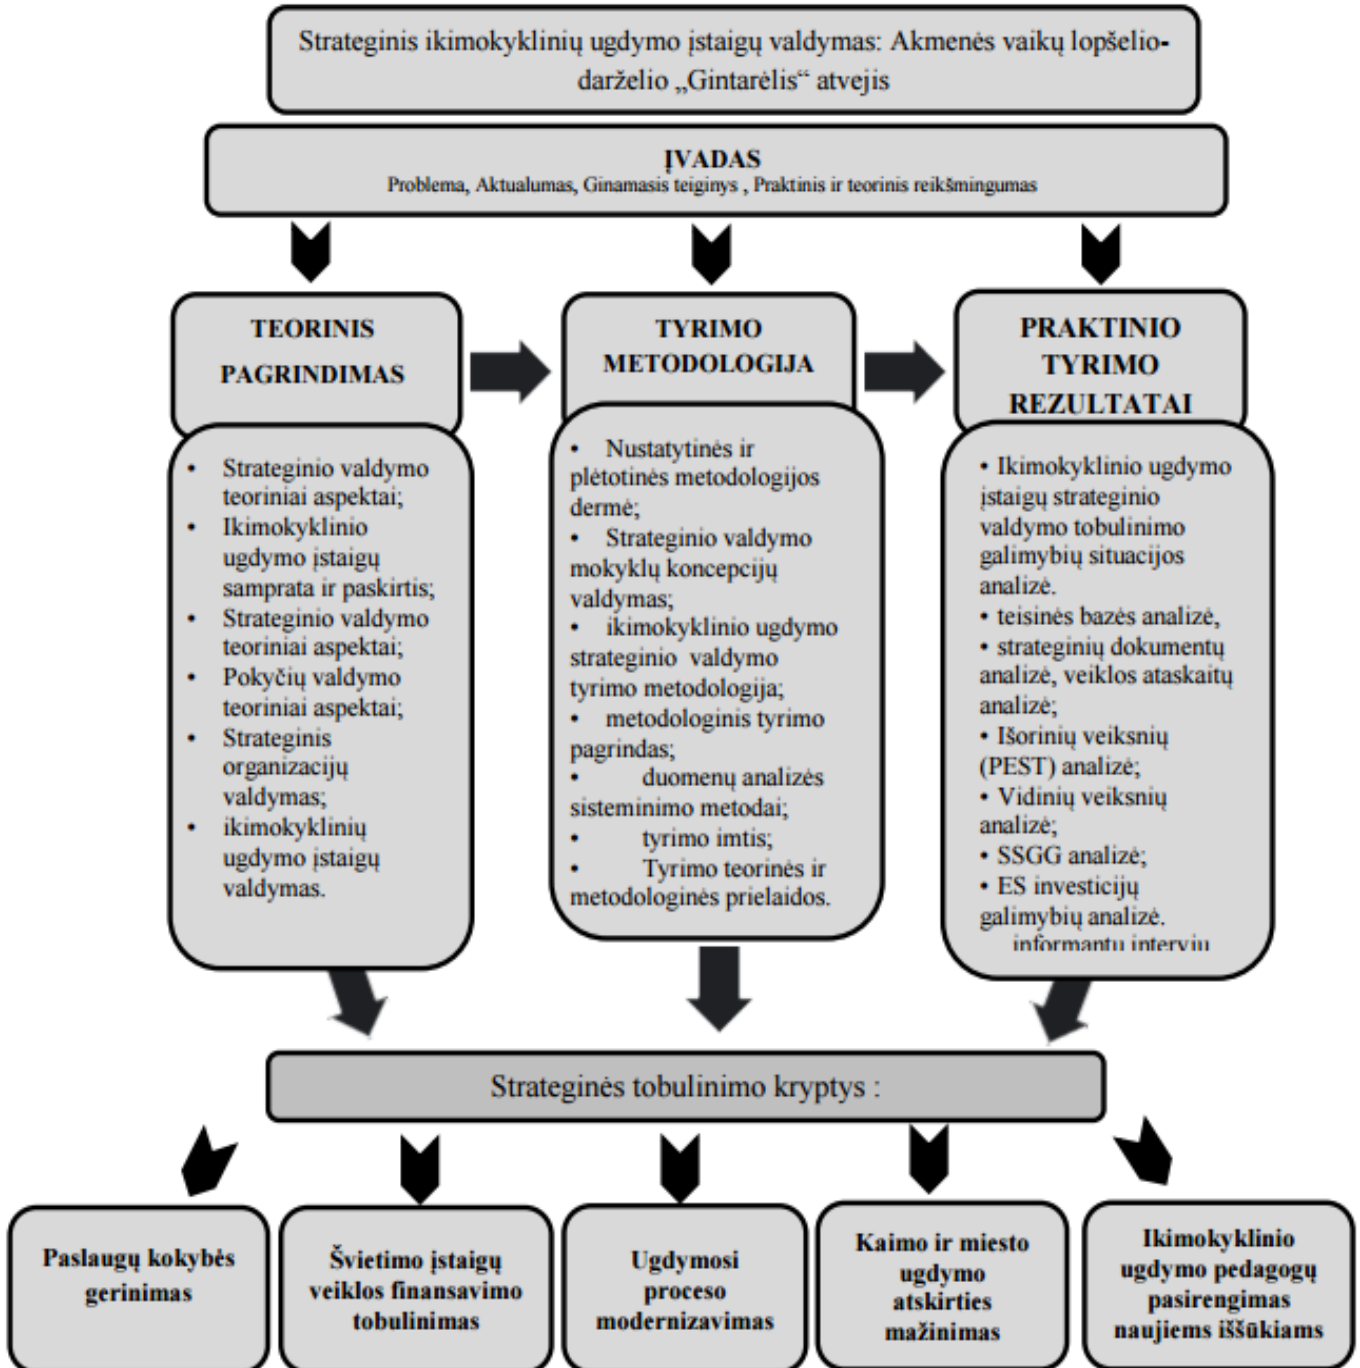 Strateginis ikimokyklinių ugdymo įstaigų valdymas: Akmenės vaikų lopšelio-
darželio „Gintarėlis“ atvejis
ĮVADAS
Problema, Aktualumas, Ginamasis teiginys , Praktinis ir teorinis reikšmingumas
TEORINIS
PAGRINDIMAS
• Strateginio valdymo
teoriniai aspektai;
• Ikimokyklinio
ugdymo įstaigų
samprata ir paskirtis;
• Strateginio valdymo
teoriniai aspektai;
• Pokyčių valdymo
teoriniai aspektai;
• Strateginis
organizacijų
valdymas;
• ikimokyklinių
ugdymo įstaigų
valdymas.
TYRIMO
METODOLOGIJA
• Nustatytinės ir
plėtotinės metodologijos
dermė;
• Strateginio valdymo
mokyklų koncepcijų
valdymas;
• ikimokyklinio ugdymo
strateginio valdymo
tyrimo metodologija;
• metodologinis tyrimo
pagrindas;
• duomenų analizės
sisteminimo metodai;
• tyrimo imtis;
• Tyrimo teorinės ir
metodologinės prielaidos.
PRAKTINIO
TYRIMO
REZULTATAI
• Ikimokyklinio ugdymo
įstaigų strateginio
valdymo tobulinimo
galimybių situacijos
analizė.
• teisinės bazės analizė,
• strateginių dokumentų
analizė, veiklos ataskaitų
analizė;
• Išorinių veiksnių
(PEST) analizė;
• Vidinių veiksnių
analizė;
• SSGG analizė;
• ES investicijų
galimybių analizė.
informantų interviu
Strateginės tobulinimo kryptys :
Paslaugų kokybės
gerinimas
Švietimo įstaigų
veiklos finansavimo
tobulinimas
Ugdymosi
proceso
modernizavimas
Kaimo ir miesto
ugdymo
atskirties
mažinimas
Ikimokyklinio
ugdymo pedagogų
pasirengimas
naujiems iššūkiams